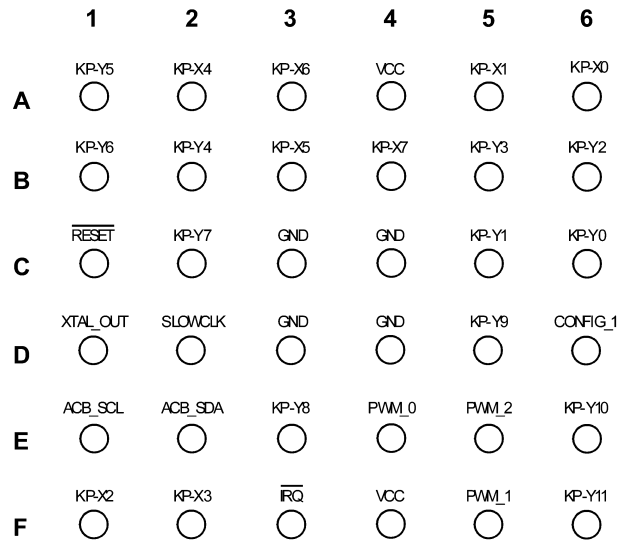 1 2 3 4 5 6
KP-Y5 KP-X4 KP-X6 VCC KP-X1 KP-X0
A
KP-Y6 KP-Y4 KP-X5 KP-X7 KP-Y3 KP-Y2
B
RESET KP-Y7 GND GND KP-Y1 KP-Y0
C
XTAL_OUT SLOWCLK GND GND KP-Y9 CONFIG_1
D
ACB_SCL ACB_SDA KP-Y8 PWM_0 PWM_2 KP-Y10
E
KP-X2 KP-X3 IRQ VCC PWM_1 KP-Y11
F